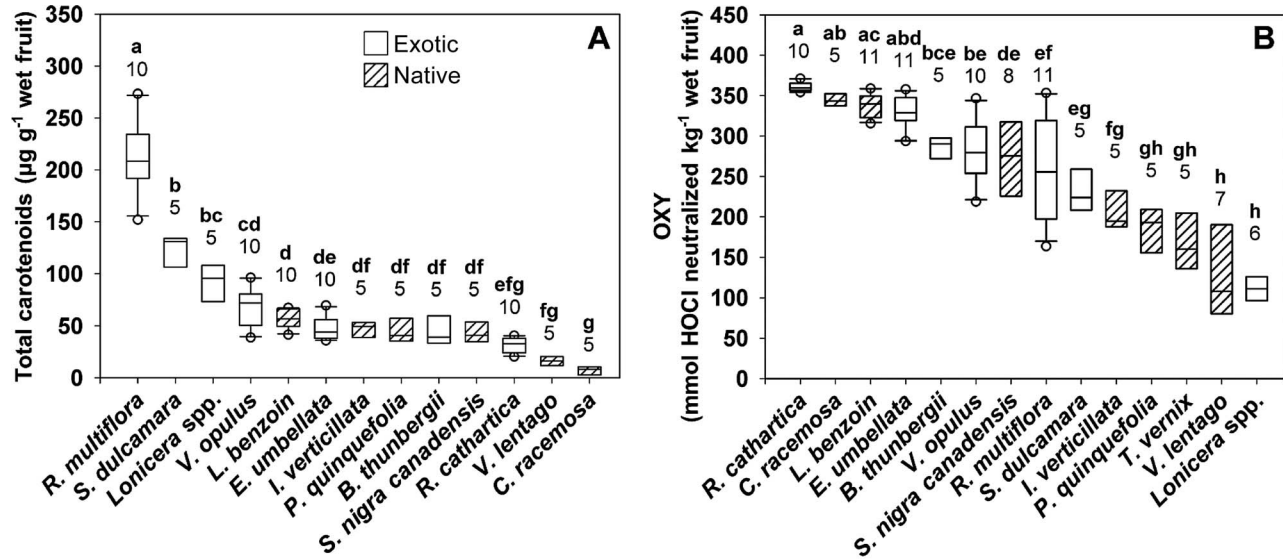 A
Exotic
Native
Total carotenoids (µg g⁻¹ wet fruit)
350
300
250
200
150
100
50
0
a
10
b
5
bc
5
cd
10
d
10
de
10
df
5
df
5
df
5
df
5
efg
10
fg
5
g
5
R. multiflora
S. dulcamara
Lonicera spp.
V. opulus
L. benzoin
E. umbellata
I. verticillata
P. quinquefolia
B. thunbergii
S. nigra canadensis
R. cathartica
V. lentago
C. racemosa
B
OXY
(mmol HOCl neutralized kg⁻¹ wet fruit)
450
400
350
300
250
200
150
100
50
0
a
10
ab
5
ac
11
abd
11
bce
5
be
10
de
8
ef
11
eg
5
fg
5
gh
5
gh
5
h
7
h
6
R. cathartica
C. racemosa
L. benzoin
E. umbellata
B. thunbergii
V. opulus
S. nigra canadensis
R. multiflora
S. dulcamara
I. verticillata
P. quinquefolia
T. vernix
V. lentago
Lonicera spp.